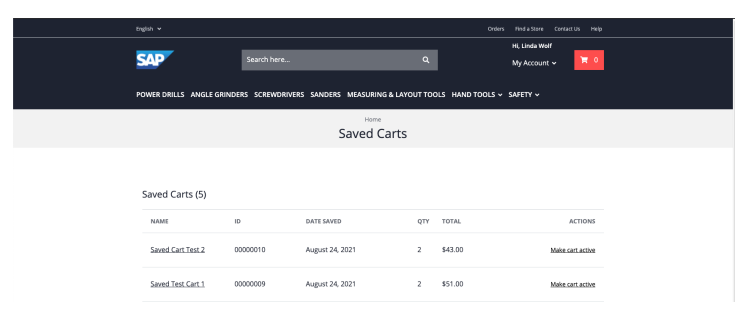 English
Orders Find a Store Contact Us Help
Hi, Linda Wolf
SAP
Search here...
My Account
0
POWER DRILLS ANGLE GRINDERS SCREWDRIVERS SANDERS MEASURING & LAYOUT TOOLS HAND TOOLS SAFETY
Home
Saved Carts
Saved Carts (5)
NAME ID DATE SAVED QTY TOTAL ACTIONS
Saved Cart Test 2 00000010 August 24, 2021 2 $43.00 Make cart active
Saved Test Cart 1 00000009 August 24, 2021 2 $51.00 Make cart active